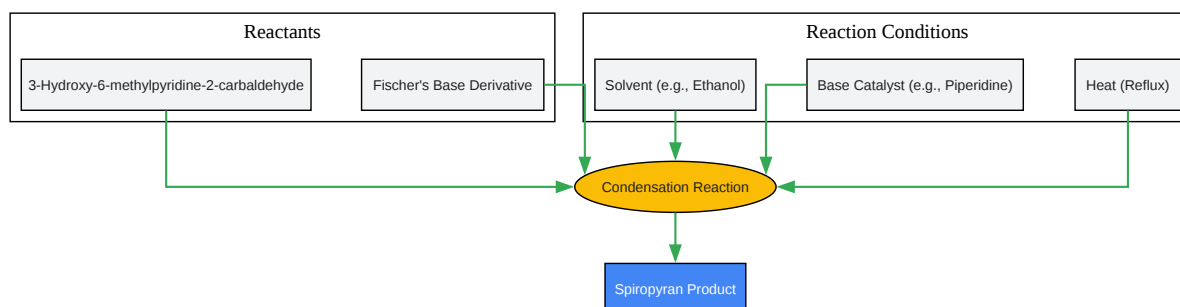 Reactants
Reaction Conditions
3-Hydroxy-6-methylpyridine-2-carbaldehyde
Fischer's Base Derivative
Solvent (e.g., Ethanol)
Base Catalyst (e.g., Piperidine)
Heat (Reflux)
Condensation Reaction
Spiropyran Product